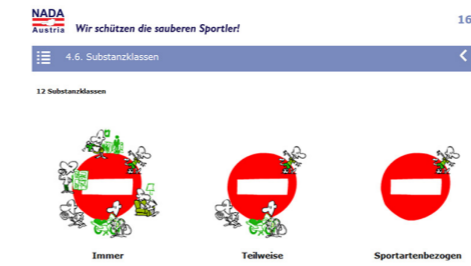 NADA
Austria
Wir schützen die sauberen Sportler!
16
4.6. Substanzklassen
12 Substanzklassen
Immer
Teilweise
Sportartenbezogen